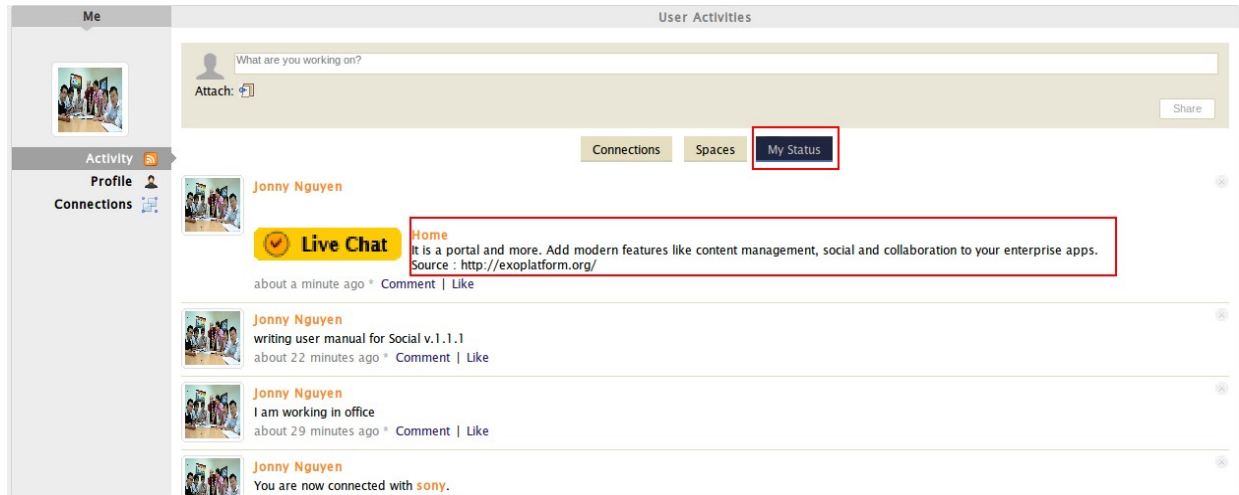 Me
User Activities
What are you working on?
Attach:
Share
Connections Spaces My Status
Activity
Profile
Connections
Jonny Nguyen
Live Chat
Home
It is a portal and more. Add modern features like content management, social and collaboration to your enterprise apps.
Source : http://exoplatform.org/
about a minute ago * Comment | Like
Jonny Nguyen
writing user manual for Social v.1.1.1
about 22 minutes ago * Comment | Like
Jonny Nguyen
I am working in office
about 29 minutes ago * Comment | Like
Jonny Nguyen
You are now connected with sony.